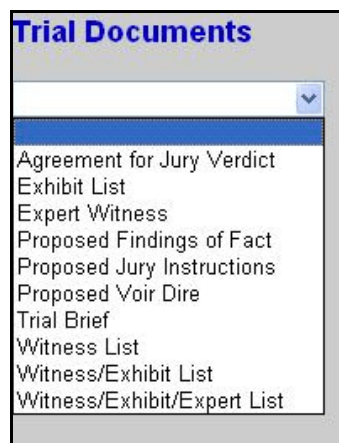 Trial Documents
Agreement for Jury Verdict
Exhibit List
Expert Witness
Proposed Findings of Fact
Proposed Jury Instructions
Proposed Voir Dire
Trial Brief
Witness List
Witness/Exhibit List
Witness/Exhibit/Expert List